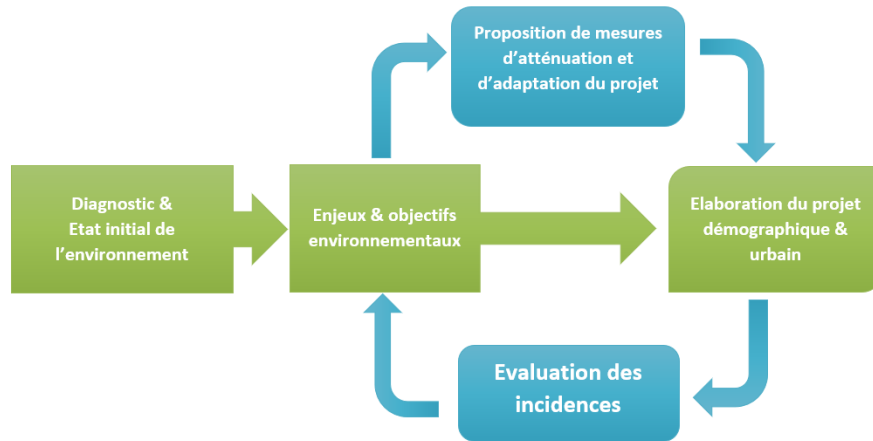 Proposition de mesures
d'atténuation et
d'adaptation du projet
Diagnostic &
Etat initial de
l'environnement
Enjeux & objectifs
environnementaux
Elaboration du projet
démographique &
urbain
Evaluation des
incidences